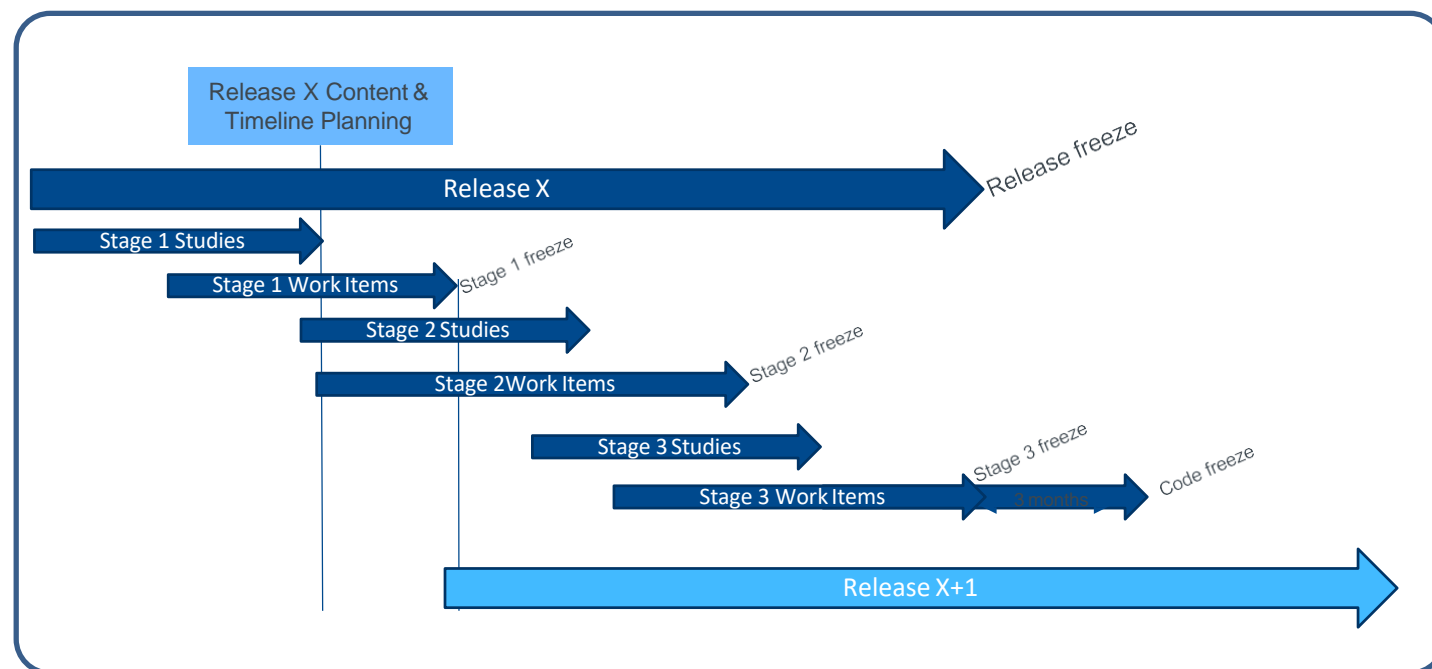 Release X Content &
Timeline Planning
Release X
Release freeze
Stage 1 Studies
Stage 1 Work Items
Stage 1 freeze
Stage 2 Studies
Stage 2Work Items
Stage 2 freeze
Stage 3 Studies
Stage 3 Work Items
Stage 3 freeze
3 months
Code freeze
Release X+1